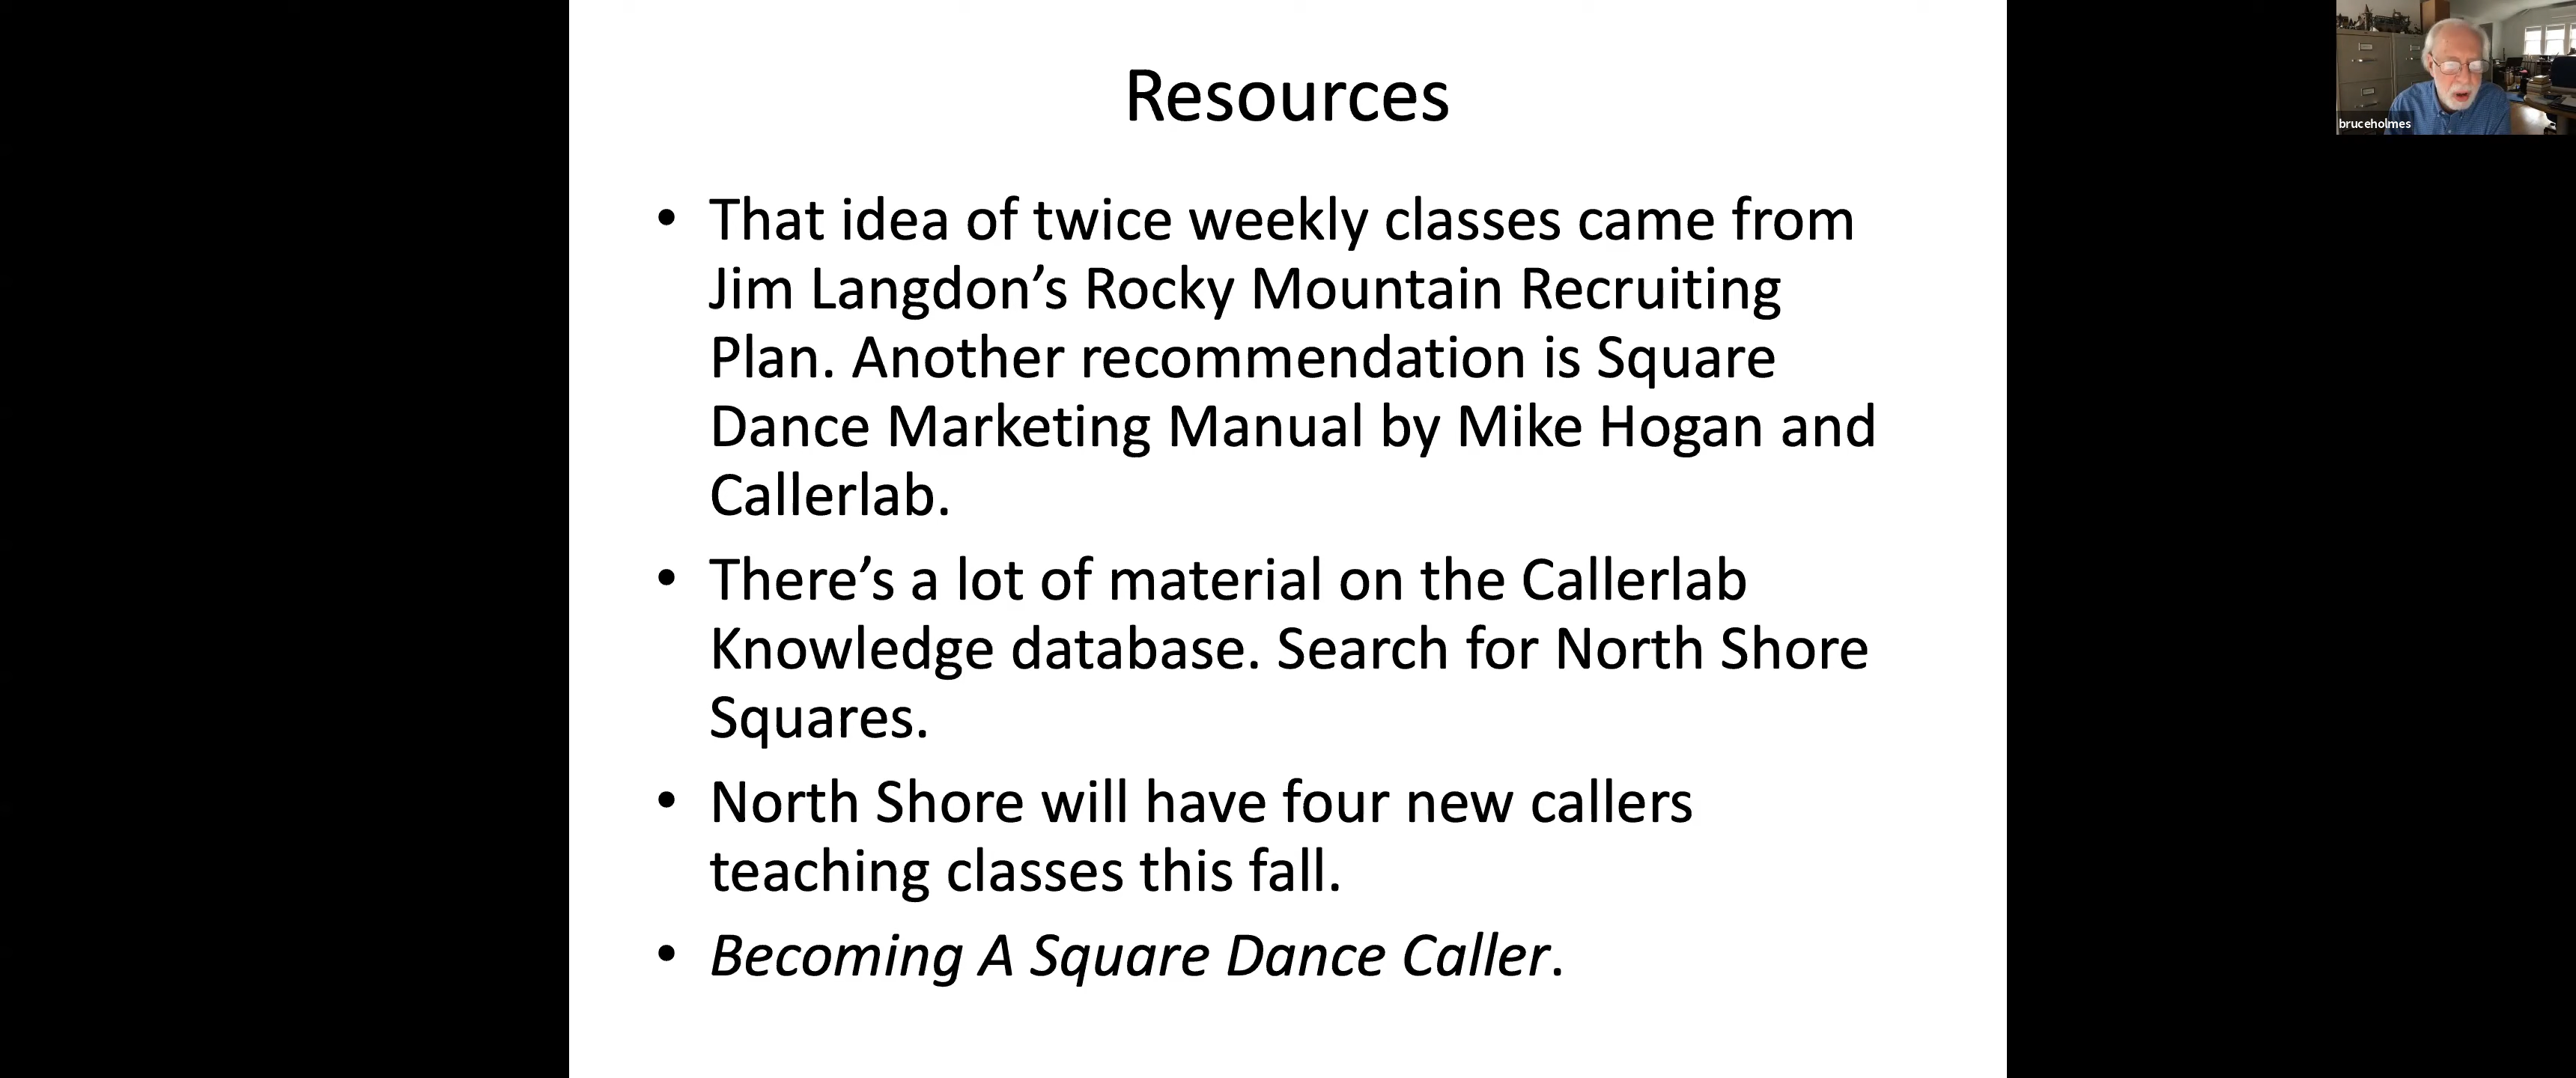 Resources
• That idea of twice weekly classes came from
Jim Langdon’s Rocky Mountain Recruiting
Plan. Another recommendation is Square
Dance Marketing Manual by Mike Hogan and
Callerlab.
• There’s a lot of material on the Callerlab
Knowledge database. Search for North Shore
Squares.
• North Shore will have four new callers
teaching classes this fall.
• Becoming A Square Dance Caller.
bruceholmes